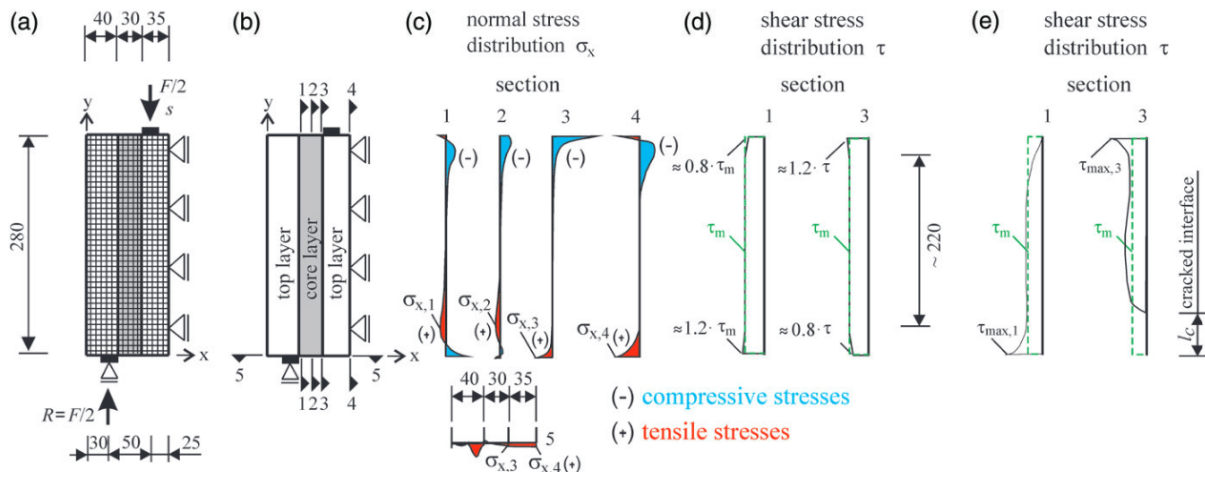 (a)
40 30 35
F/2
s
y
280
x
R=F/2
30 50 25
(b)
y
1 2 3 4
top layer
core layer
top layer
x
5 5
1 2 3 4
(c)
normal stress
distribution σx
section
1 2 3 4
(-) (-) (-) (-)
σx,1 σx,2 σx,3 σx,4
(+) (+) (+) (+)
40 30 35
5
σx,3 σx,4 (+)
(d)
shear stress
distribution τ
section
1 3
≈0.8·τm ≈1.2·τ
τm τm
≈1.2·τm ≈0.8·τ
(-) compressive stresses
(+) tensile stresses
~220
(e)
shear stress
distribution τ
section
1 3
τmax,3
τm τm
τmax,1
lc
cracked interface